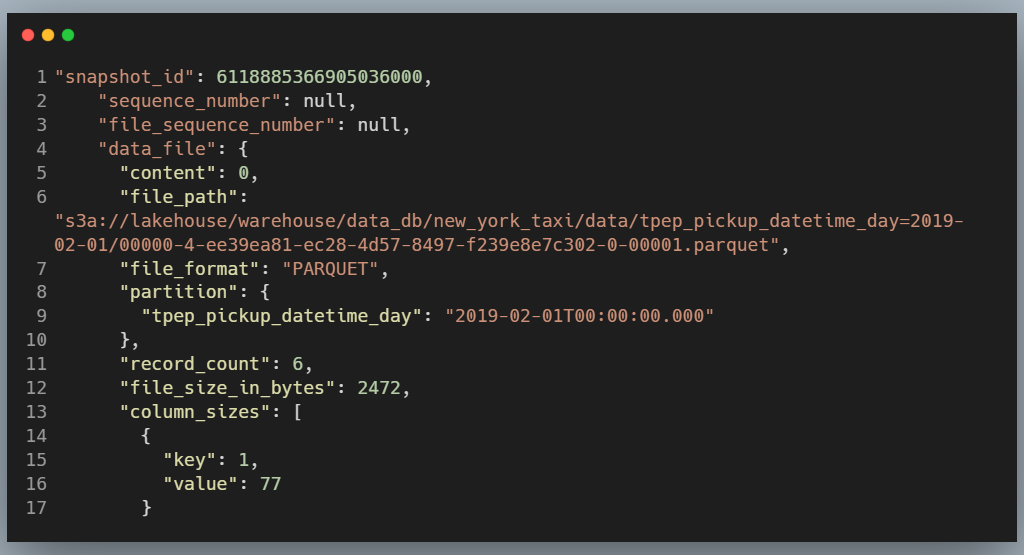 1 "snapshot_id": 6118885366905036000,
2 "sequence_number": null,
3 "file_sequence_number": null,
4 "data_file": {
5 "content": 0,
6 "file_path":
"s3a://lakehouse/warehouse/data_db/new_york_taxi/data/tpep_pickup_datetime_day=2019-
02-01/00000-4-ee39ea81-ec28-4d57-8497-f239e8e7c302-0-00001.parquet",
7 "file_format": "PARQUET",
8 "partition": {
9 "tpep_pickup_datetime_day": "2019-02-01T00:00:00.000"
10 },
11 "record_count": 6,
12 "file_size_in_bytes": 2472,
13 "column_sizes": [
14 {
15 "key": 1,
16 "value": 77
17 }